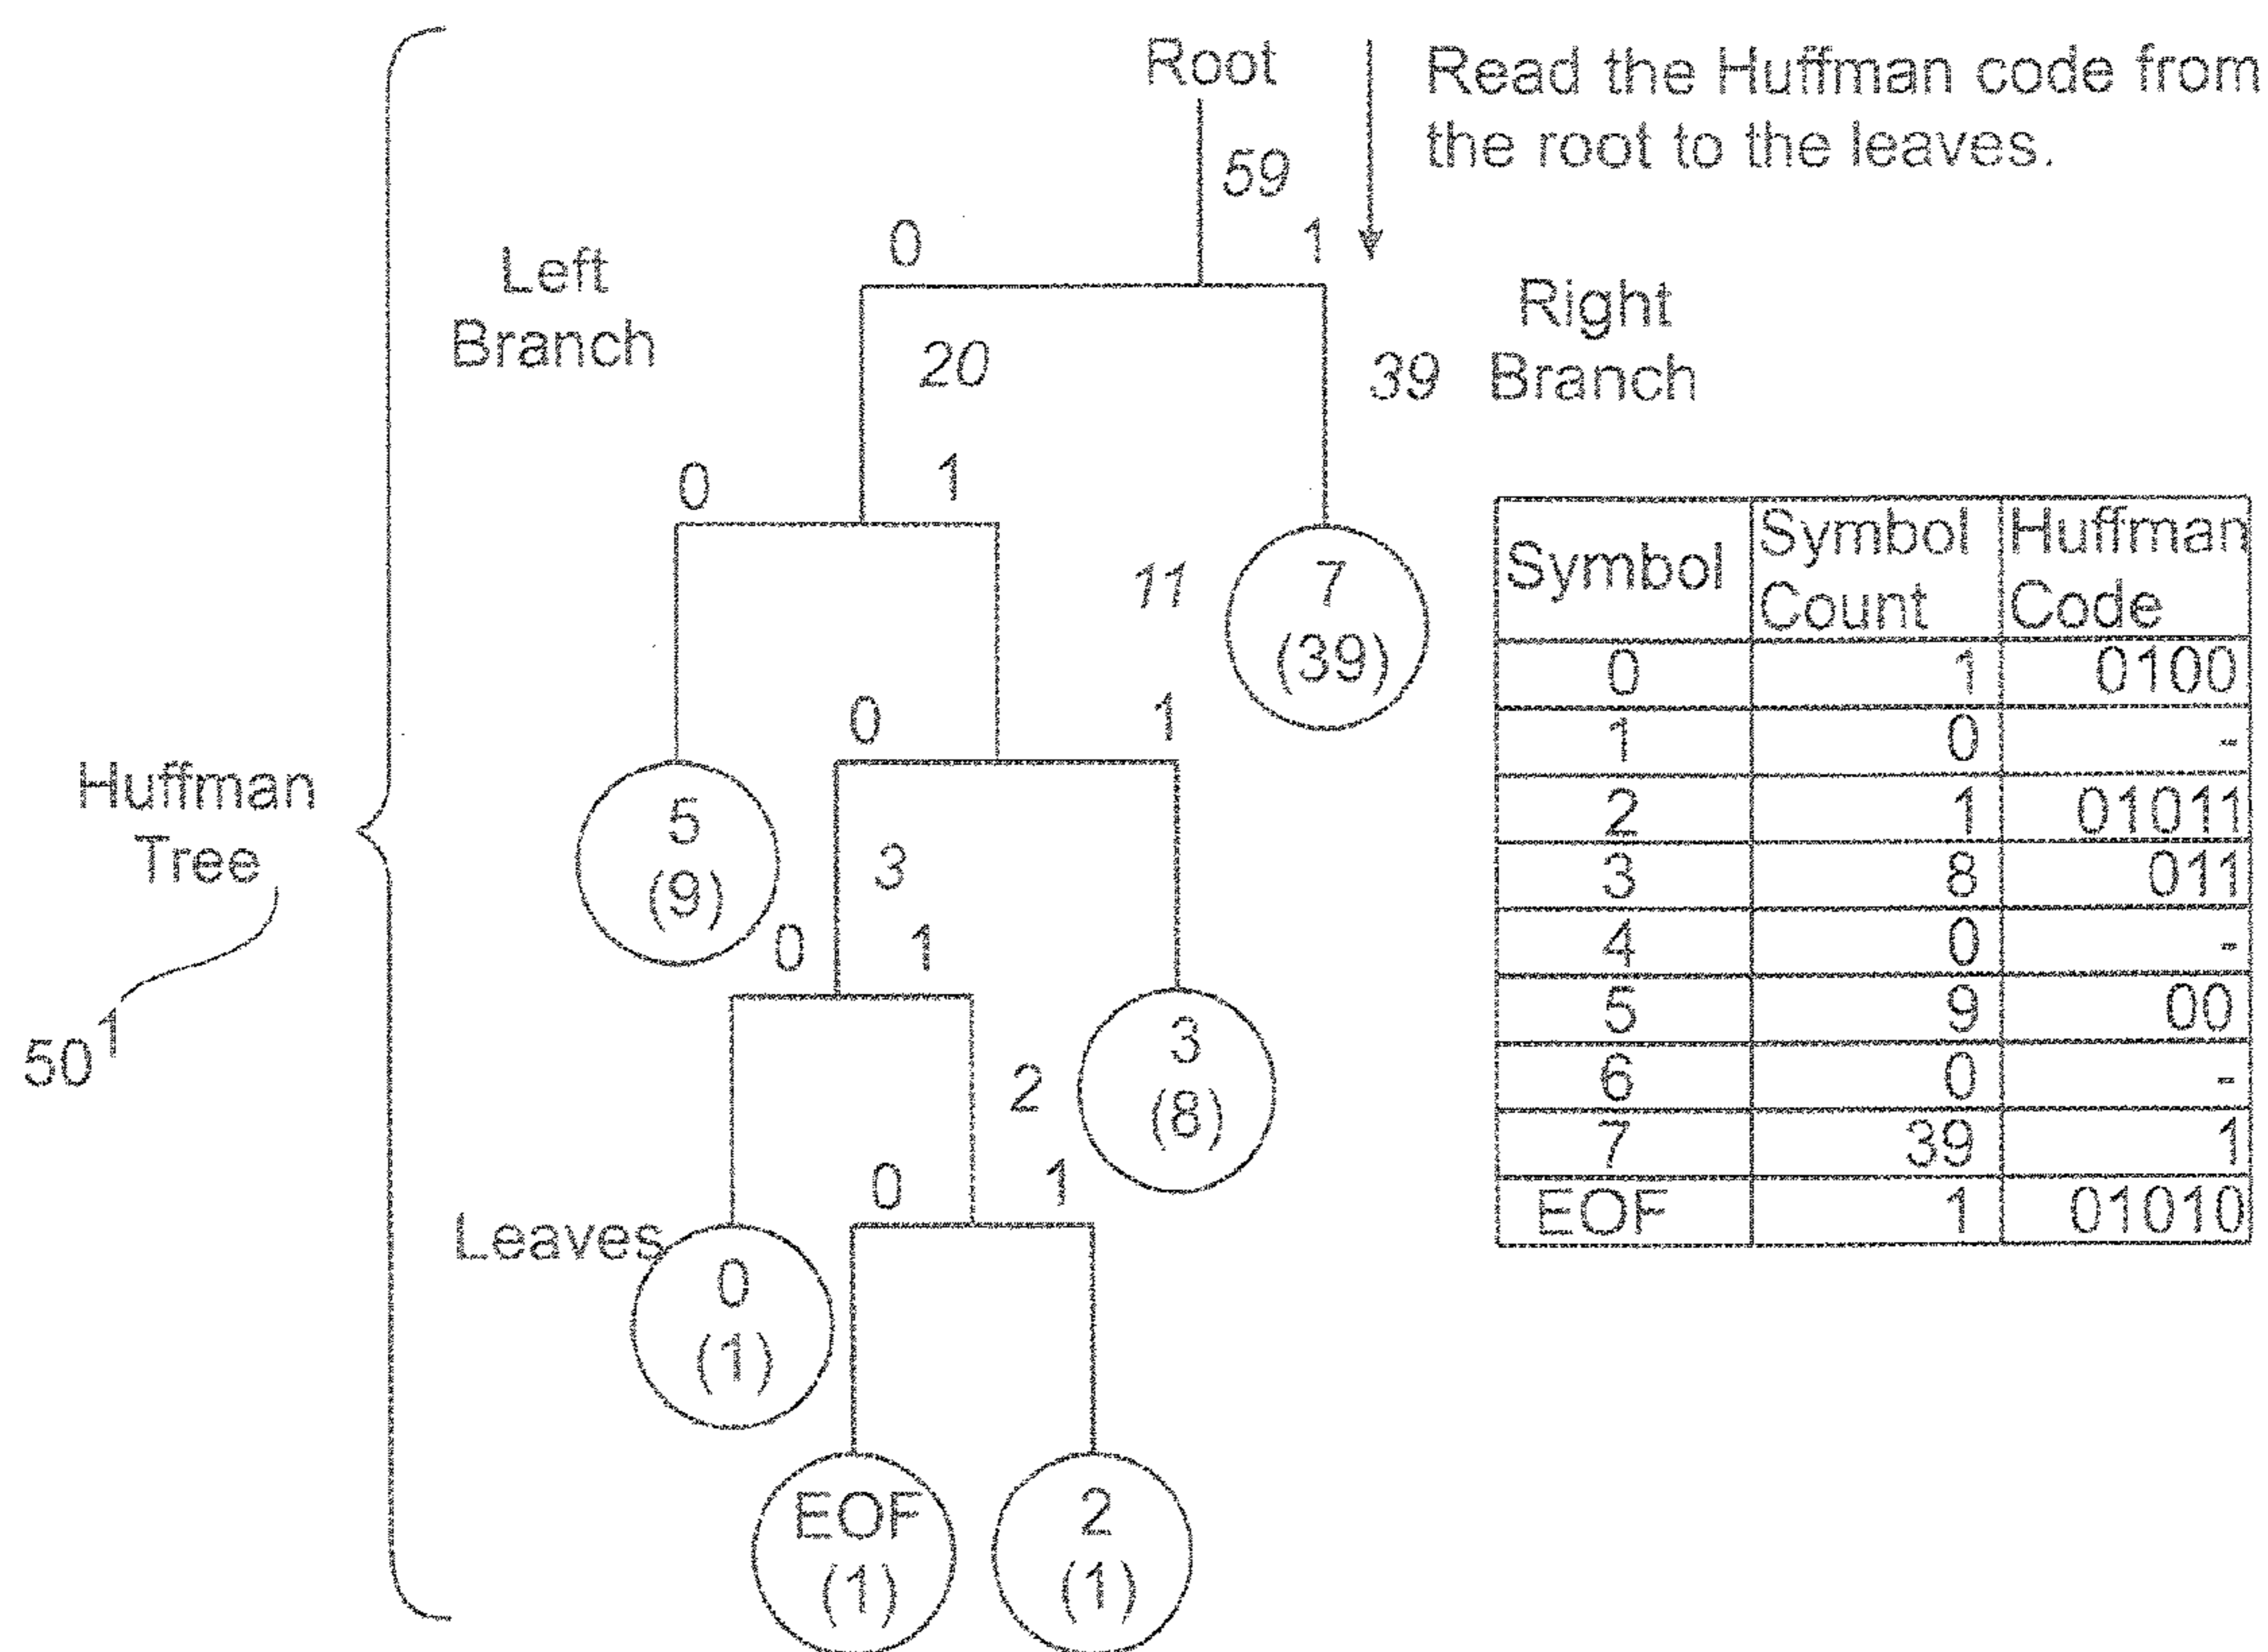 Root
Read the Huffman code from
the root to the leaves.
59
0
1
Left
Branch
Right
Branch
20
39
0
1
11
7
(39)
0
1
Huffman
Tree
5
(9)
3
0
1
50
3
(8)
2
0
1
Leaves
0
(1)
EOF
(1)
2
(1)
Symbol Symbol Count Huffman Code
0 1 0100
1 0 -
2 1 01011
3 8 011
4 0 -
5 9 00
6 0 -
7 39 1
EOF 1 01010